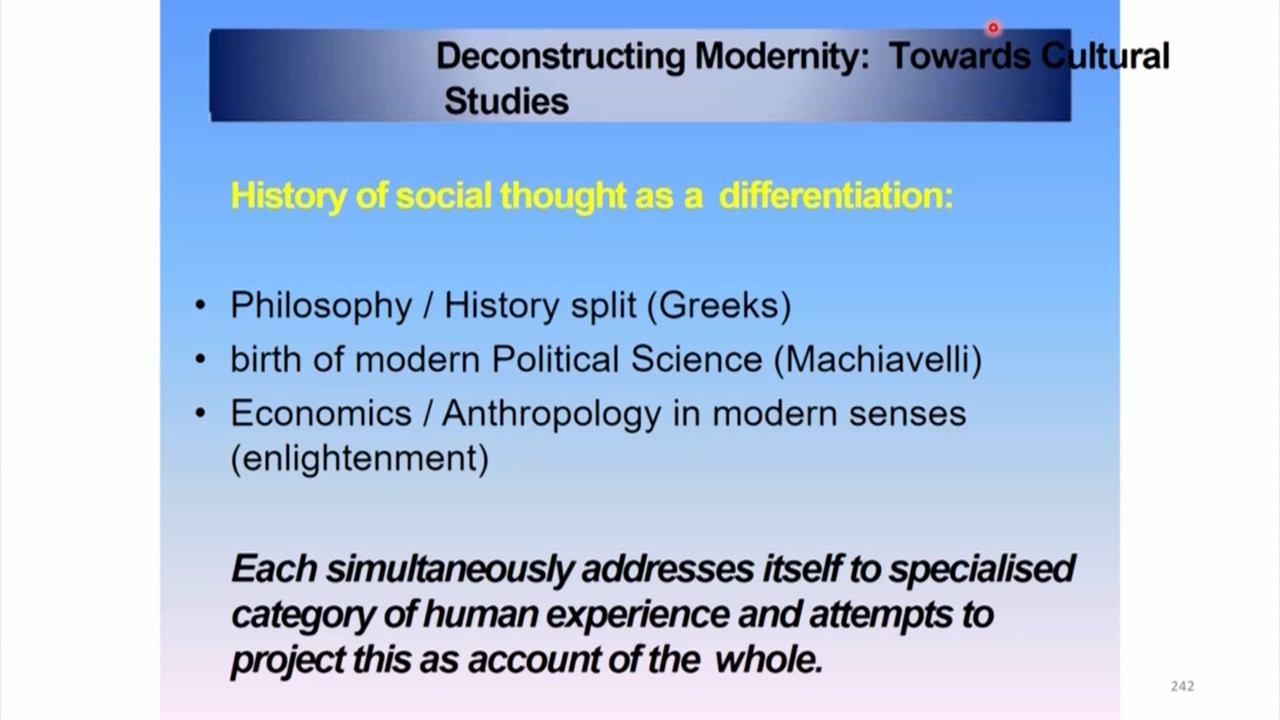 Deconstructing Modernity: Towards Cultural
Studies
History of social thought as a differentiation:
• Philosophy / History split (Greeks)
• birth of modern Political Science (Machiavelli)
• Economics / Anthropology in modern senses
(enlightenment)
Each simultaneously addresses itself to specialised
category of human experience and attempts to
project this as account of the whole.
242